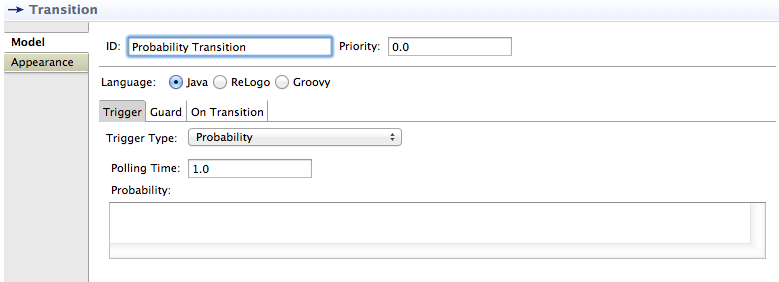 Transition
Model
Appearance
ID: Probability Transition Priority: 0.0
Language: Java ReLogo Groovy
Trigger Guard On Transition
Trigger Type: Probability
Polling Time: 1.0
Probability: